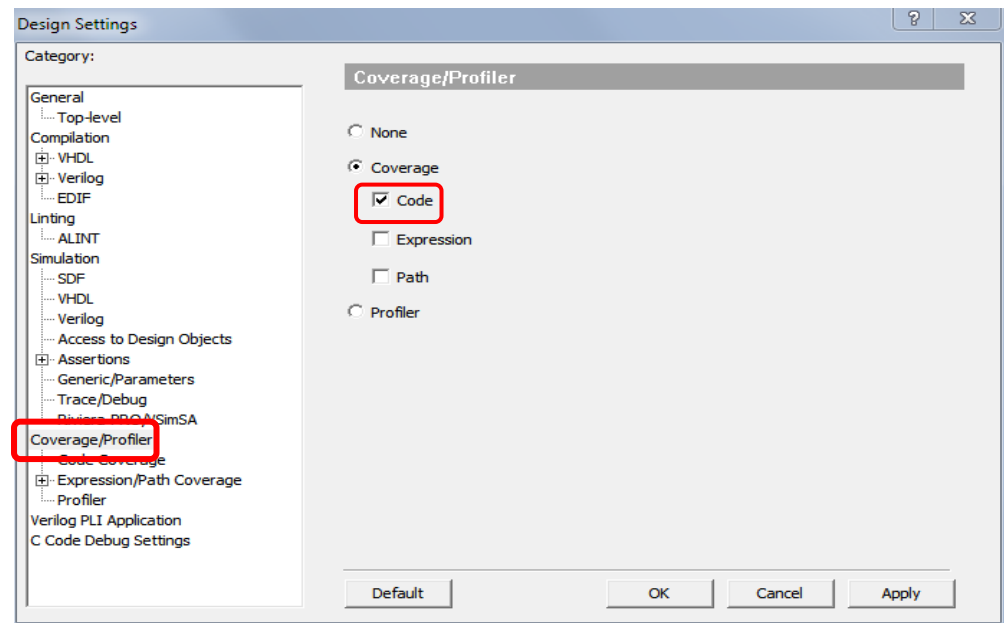 Design Settings
Category:
General
Top-level
Compilation
VHDL
Verilog
EDIF
Linting
ALINT
Simulation
SDF
VHDL
Verilog
Access to Design Objects
Assertions
Generic/Parameters
Trace/Debug
Riviera-PRO/VSimSA
Coverage/Profiler
Code Coverage
Expression/Path Coverage
Profiler
Verilog PLI Application
C Code Debug Settings
Coverage/Profiler
None
Coverage
Code
Expression
Path
Profiler
Default OK Cancel Apply